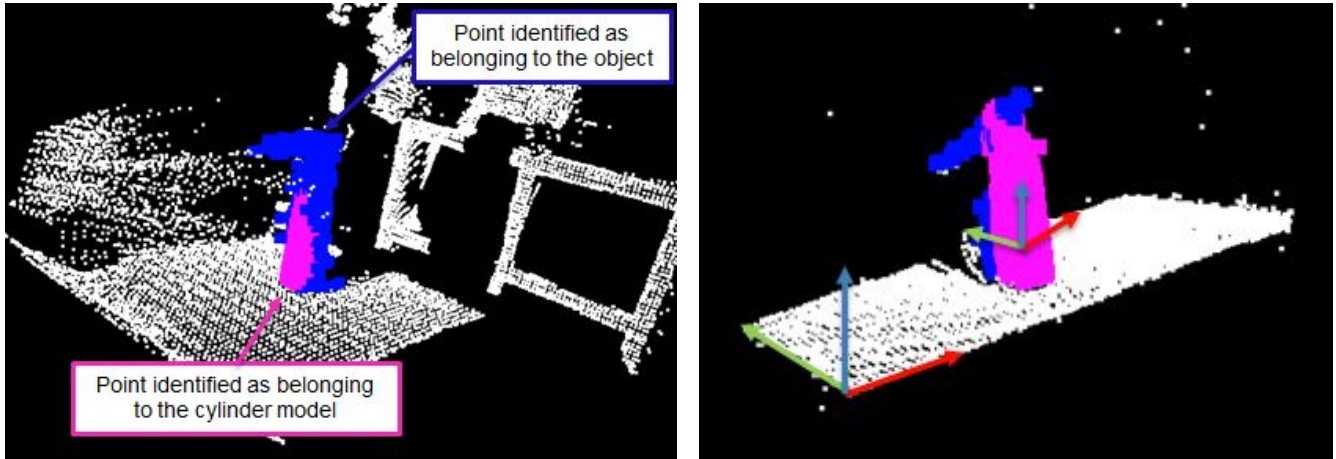 Point identified as
belonging to the object
Point identified as belonging
to the cylinder model